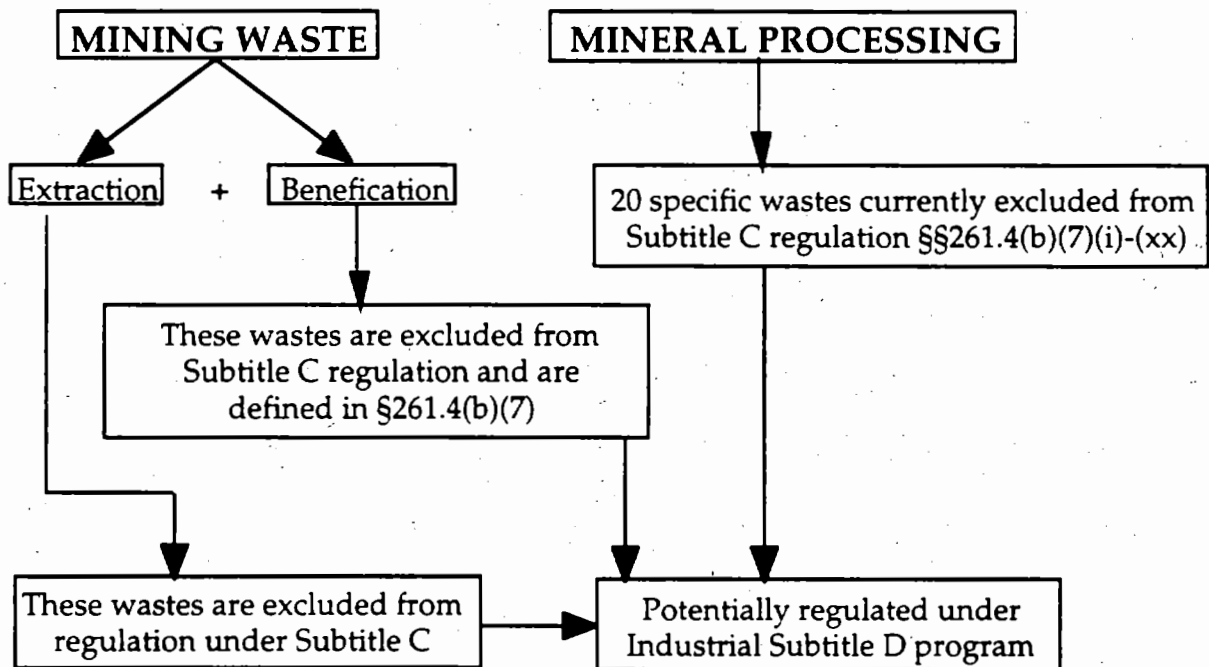 MINING WASTE
MINERAL PROCESSING
Extraction + Benefication
20 specific wastes currently excluded from
Subtitle C regulation §§261.4(b)(7)(i)-(xx)
These wastes are excluded from
Subtitle C regulation and are
defined in §261.4(b)(7)
These wastes are excluded from
regulation under Subtitle C
Potentially regulated under
Industrial Subtitle D program